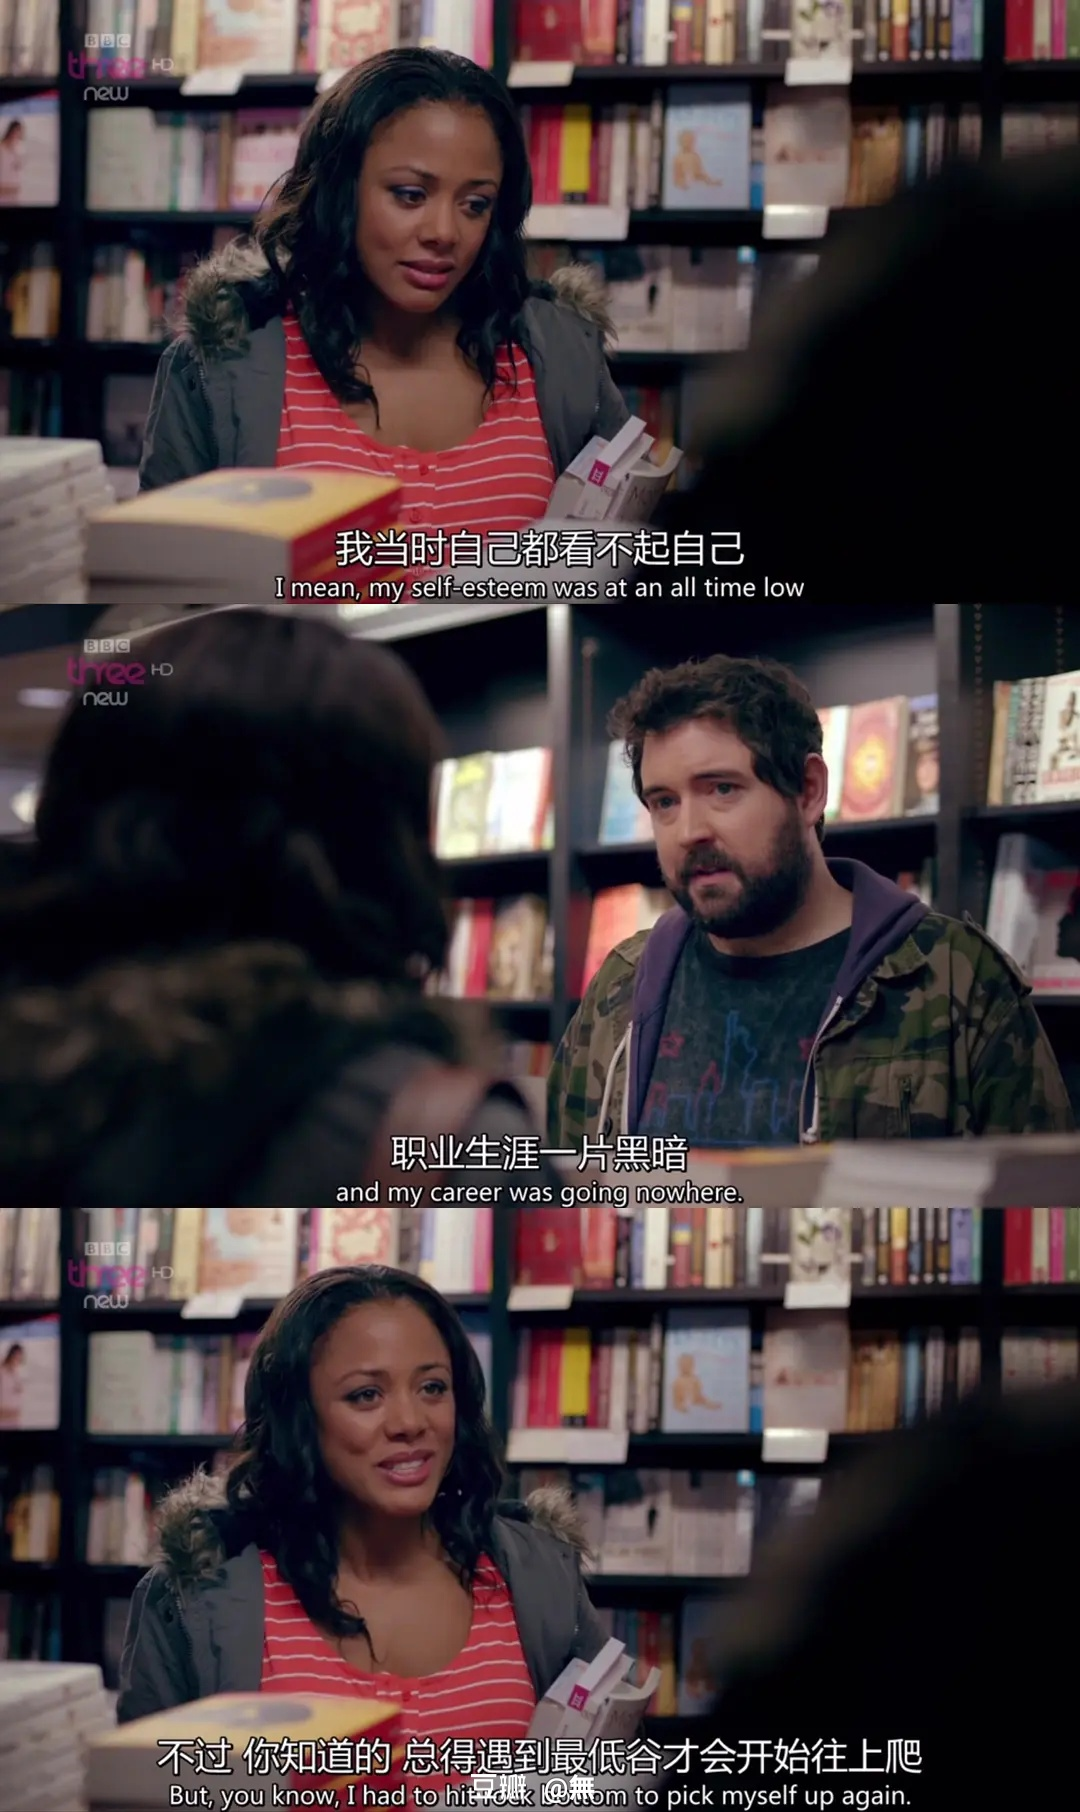 BBC
three HD
new
我当时自己都看不起自己
I mean, my self-esteem was at an all time low
BBC
three HD
new
职业生涯一片黑暗
and my career was going nowhere.
BBC
three HD
new
不过 你知道的 总得遇到最低谷才会开始往上爬
But, you know, I had to hit rock bottom to pick myself up again.
豆瓣 @無